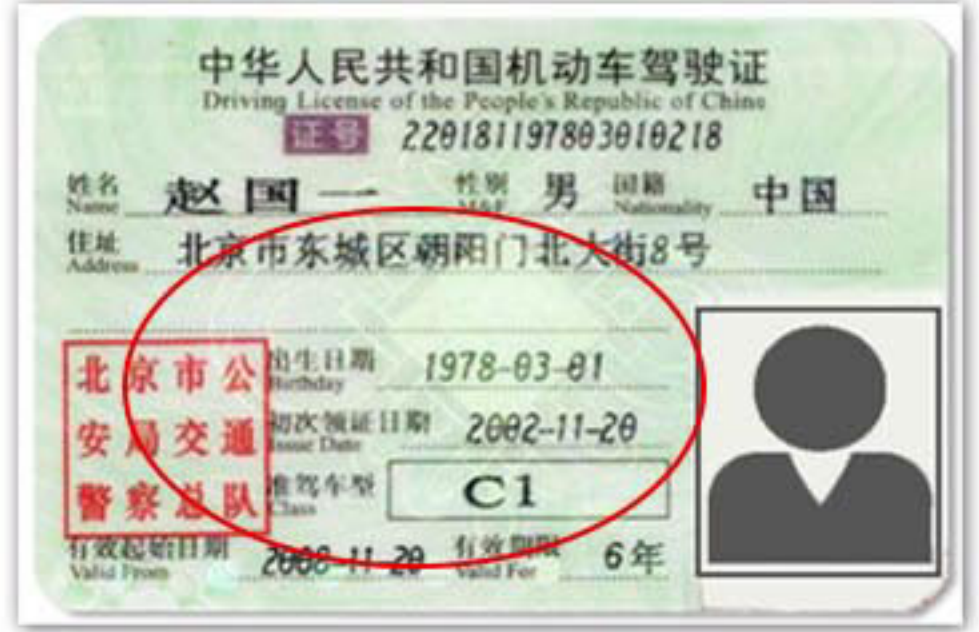 中华人民共和国机动车驾驶证
Driving License of the People's Republic of China
证号 220181197803010218
姓名 赵国一 性别 男 国籍 中国
Name M&F Nationality
住址 北京市东城区朝阳门北大街8号
Address
北京市公
安局交通
警察总队
出生日期 1978-03-01
Birthday
初次领证日期 2002-11-20
Issue Date
准驾车型 C1
Class
有效起始日期 2008-11-20 有效期限 6年
Valid From Valid For